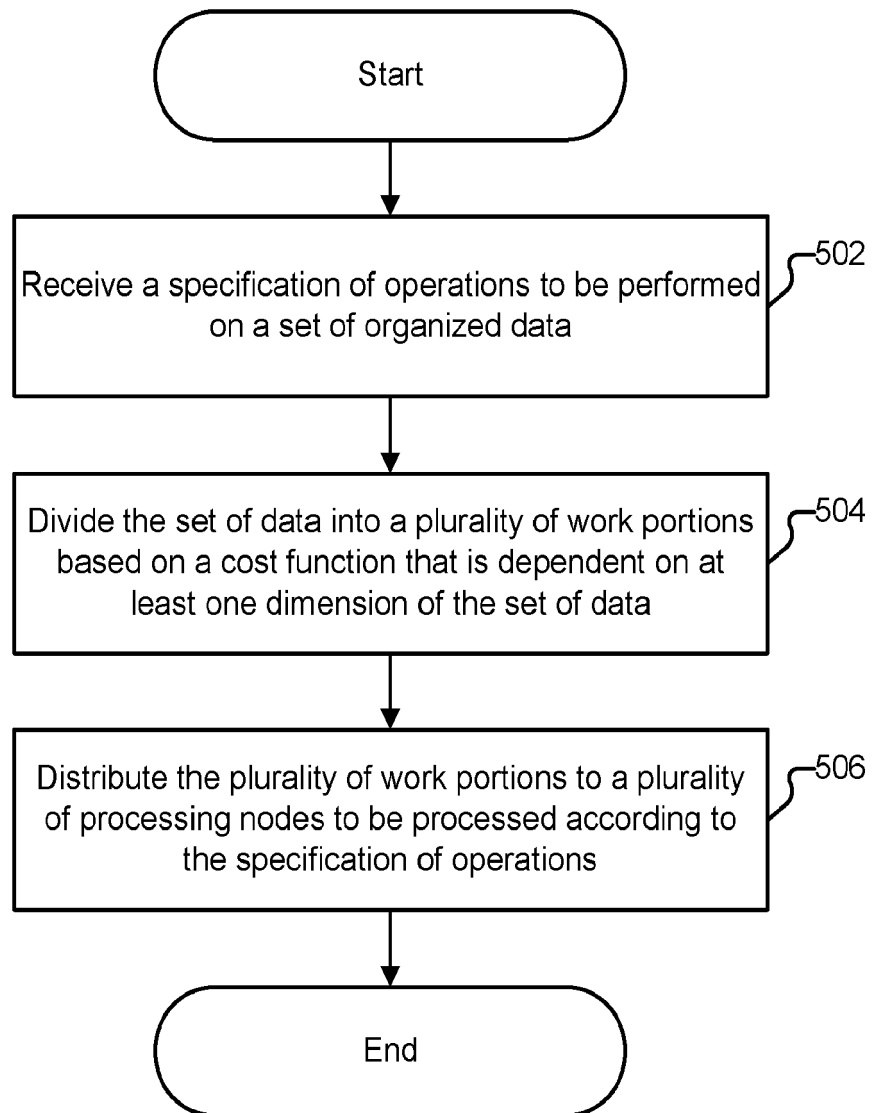 Start
Receive a specification of operations to be performed
on a set of organized data
502
Divide the set of data into a plurality of work portions
based on a cost function that is dependent on at
least one dimension of the set of data
504
Distribute the plurality of work portions to a plurality
of processing nodes to be processed according to
the specification of operations
506
End